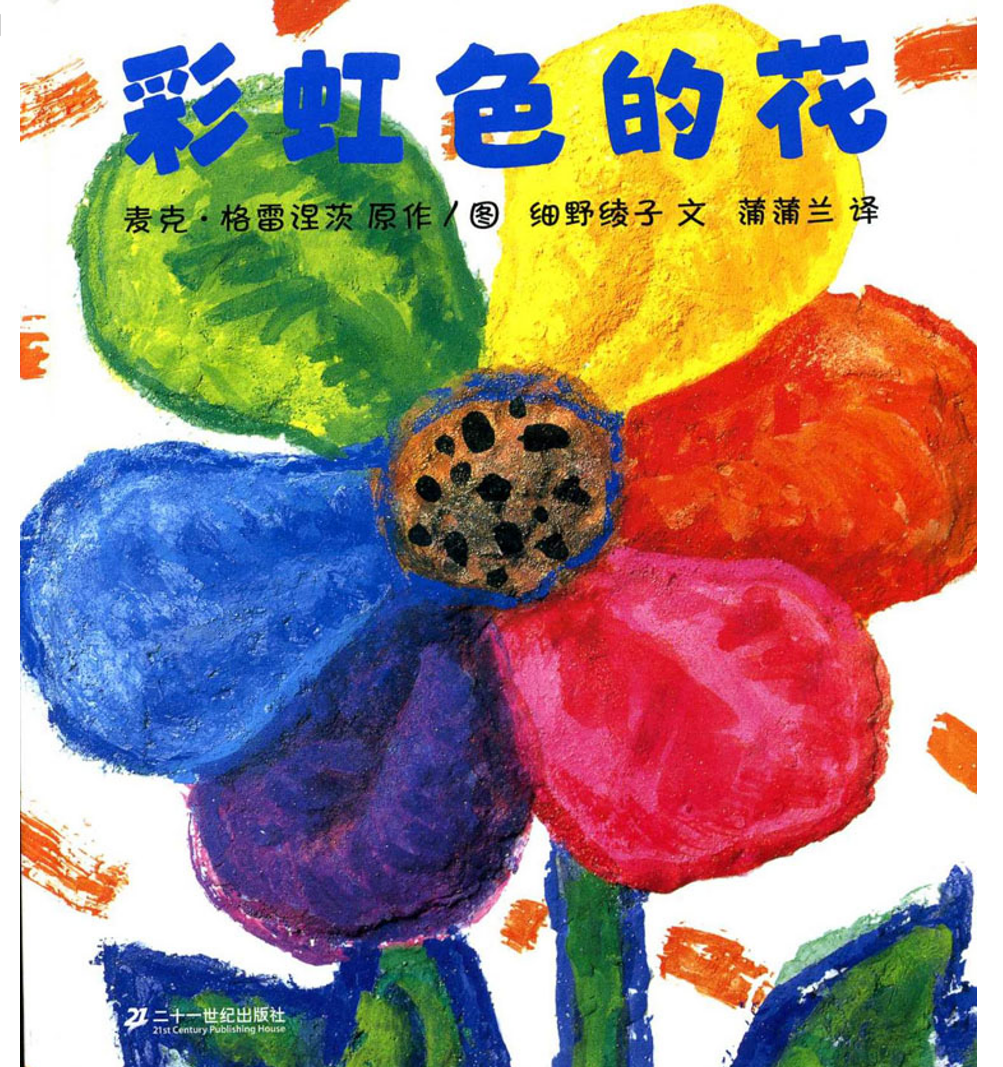 彩虹色的花
麦克·格雷涅茨 原作/图 细野绫子 文 蒲蒲兰 译
二十一世纪出版社
21st Century Publishing House